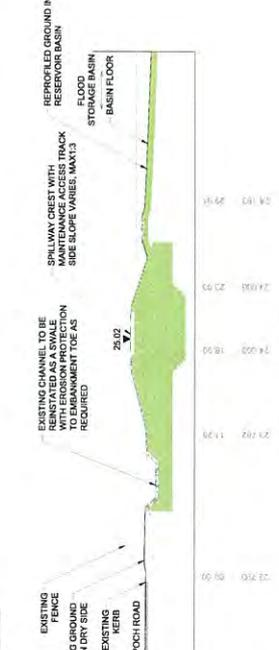 EXISTING
FENCE
G GROUND
N DRY SIDE
EXISTING
KERB
POCH ROAD
EXISTING CHANNEL TO BE
REINSTATED AS A SWALE
WITH EROSION PROTECTION
TO EMBANKMENT TOE AS
REQUIRED
25.02
SPILLWAY CREST WITH
MAINTENANCE ACCESS TRACK
SIDE SLOPE VARIES, MAX1:3
REPROFILED GROUND IN
RESERVOIR BASIN
FLOOD
STORAGE BASIN
BASIN FLOOR